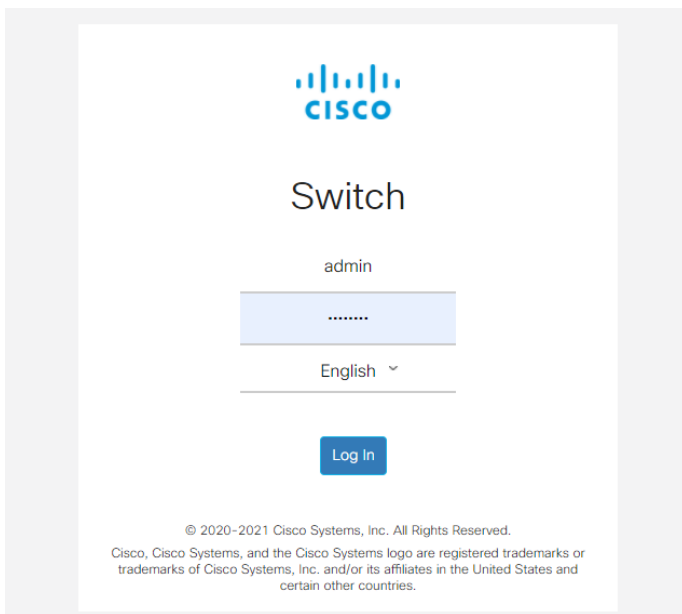 CISCO
Switch
admin
••••••••
English
Log In
© 2020-2021 Cisco Systems, Inc. All Rights Reserved.
Cisco, Cisco Systems, and the Cisco Systems logo are registered trademarks or
trademarks of Cisco Systems, Inc. and/or its affiliates in the United States and
certain other countries.